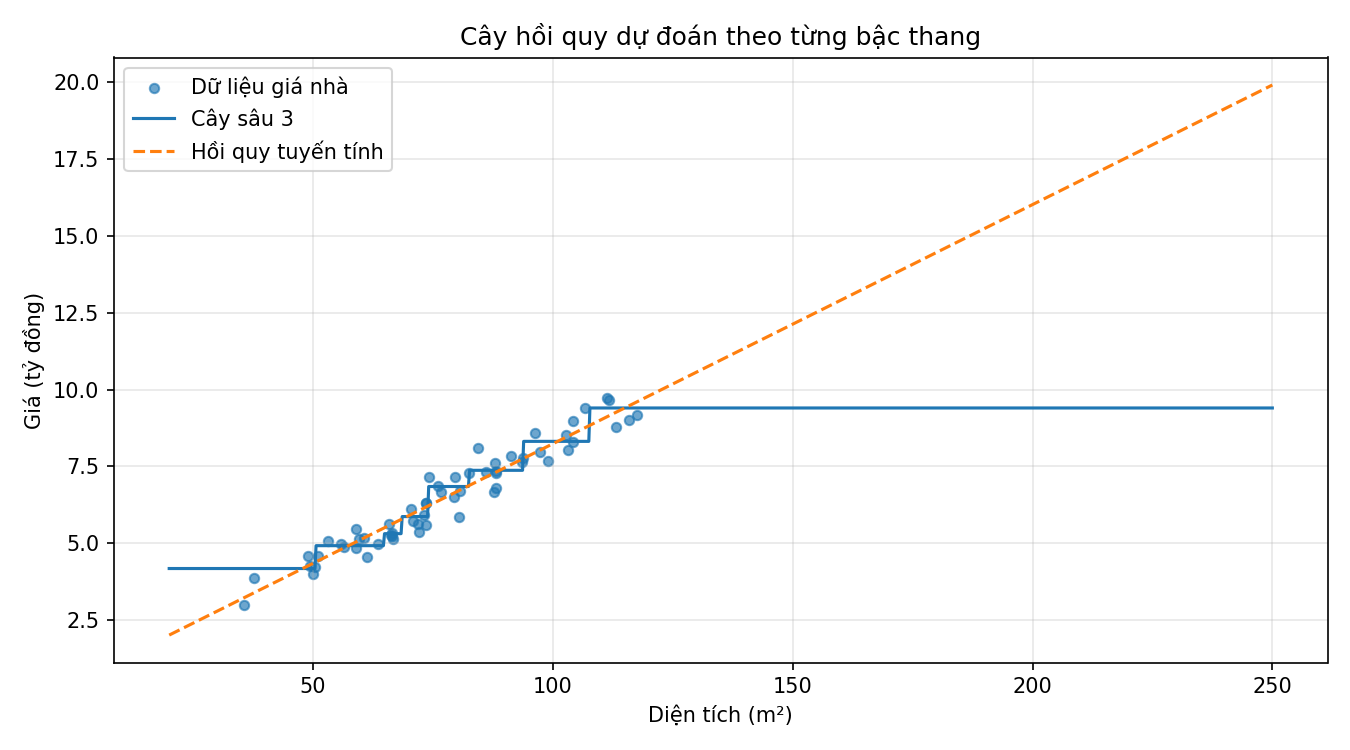 Cây hồi quy dự đoán theo từng bậc thang
Dữ liệu giá nhà
Cây sâu 3
Hồi quy tuyến tính
Giá (tỷ đồng)
20.0
17.5
15.0
12.5
10.0
7.5
5.0
2.5
50 100 150 200 250
Diện tích (m²)